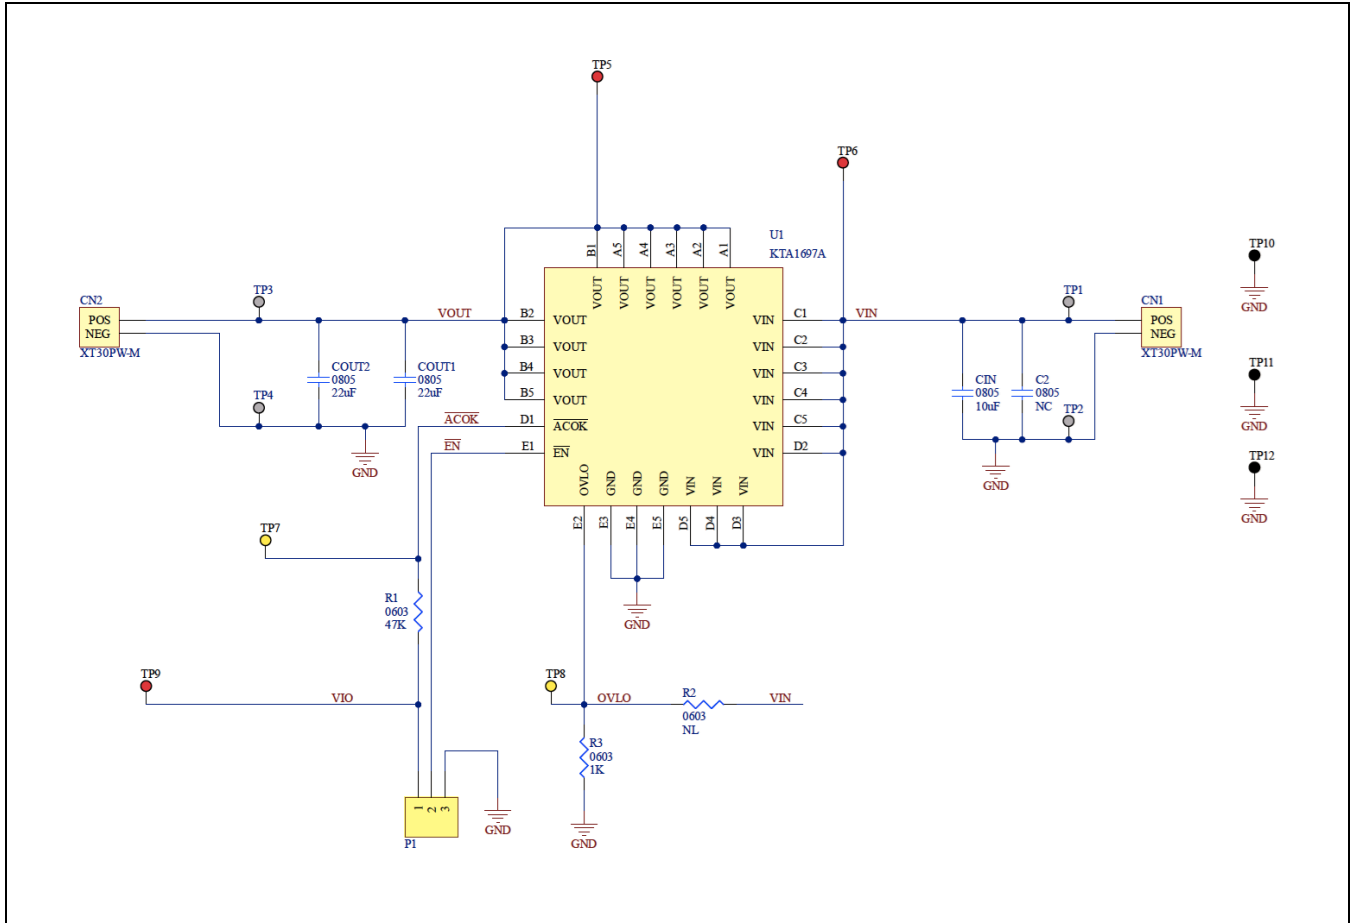 TP5
TP6
U1
KTA1697A
B1
A5
A4
A3
A2
A1
VOUT
VOUT
VOUT
VOUT
VOUT
VOUT
TP10
GND
CN2
POS
NEG
XT30PW-M
TP3
VOUT
B2
VOUT
B3
VOUT
B4
VOUT
B5
VOUT
D1
ACOK
E1
EN
ACOK
EN
COUT2
0805
22uF
COUT1
0805
22uF
TP4
GND
VIN
C1
VIN
C2
VIN
C3
VIN
C4
VIN
C5
VIN
D2
VIN
TP1
CN1
POS
NEG
XT30PW-M
CIN
0805
10uF
C2
0805
NC
TP2
GND
TP11
GND
TP12
GND
OVLO
GND
GND
GND
VIN
VIN
VIN
E2
E3
E4
E5
D5
D4
D3
GND
TP7
R1
0603
47K
TP9
VIO
TP8
OVLO
R2
0603
NL
VIN
R3
0603
1K
GND
1
2
3
P1
GND